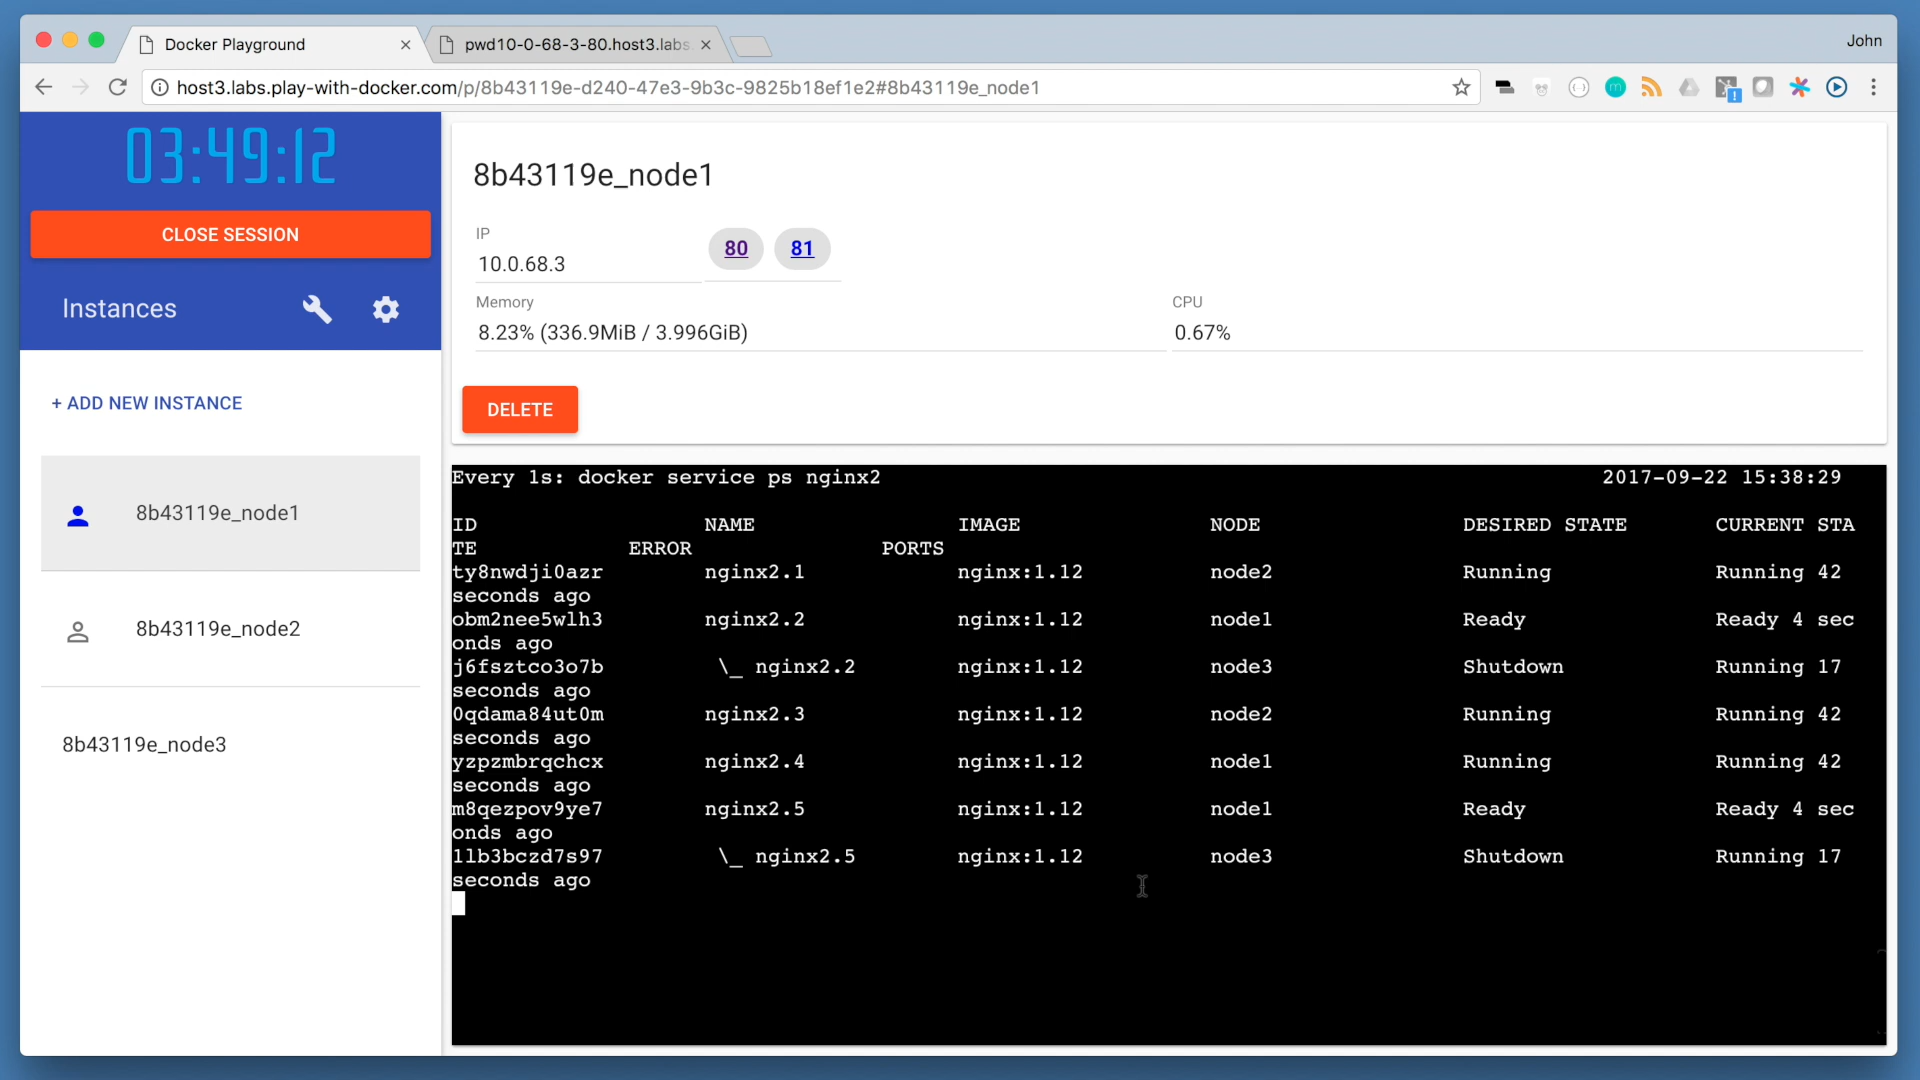 Docker Playground
pwd10-0-68-3-80.host3.labs
John
host3.labs.play-with-docker.com/p/8b43119e-d240-47e3-9b3c-9825b18ef1e2#8b43119e_node1
03:49:12
CLOSE SESSION
Instances
+ ADD NEW INSTANCE
8b43119e_node1
8b43119e_node2
8b43119e_node3
8b43119e_node1
IP
10.0.68.3
80 81
Memory
8.23% (336.9MiB / 3.996GiB)
CPU
0.67%
DELETE
Every 1s: docker service ps nginx2 2017-09-22 15:38:29
ID NAME IMAGE NODE DESIRED STATE CURRENT STA
TE ERROR PORTS
ty8nwdji0azr nginx2.1 nginx:1.12 node2 Running Running 42
seconds ago
obm2nee5wlh3 nginx2.2 nginx:1.12 node1 Ready Ready 4 sec
onds ago
j6fsztco3o7b \_ nginx2.2 nginx:1.12 node3 Shutdown Running 17
seconds ago
0qdama84ut0m nginx2.3 nginx:1.12 node2 Running Running 42
seconds ago
yzpzmbrqchcx nginx2.4 nginx:1.12 node1 Running Running 42
seconds ago
m8qezpov9ye7 nginx2.5 nginx:1.12 node1 Ready Ready 4 sec
onds ago
1lb3bczd7s97 \_ nginx2.5 nginx:1.12 node3 Shutdown Running 17
seconds ago